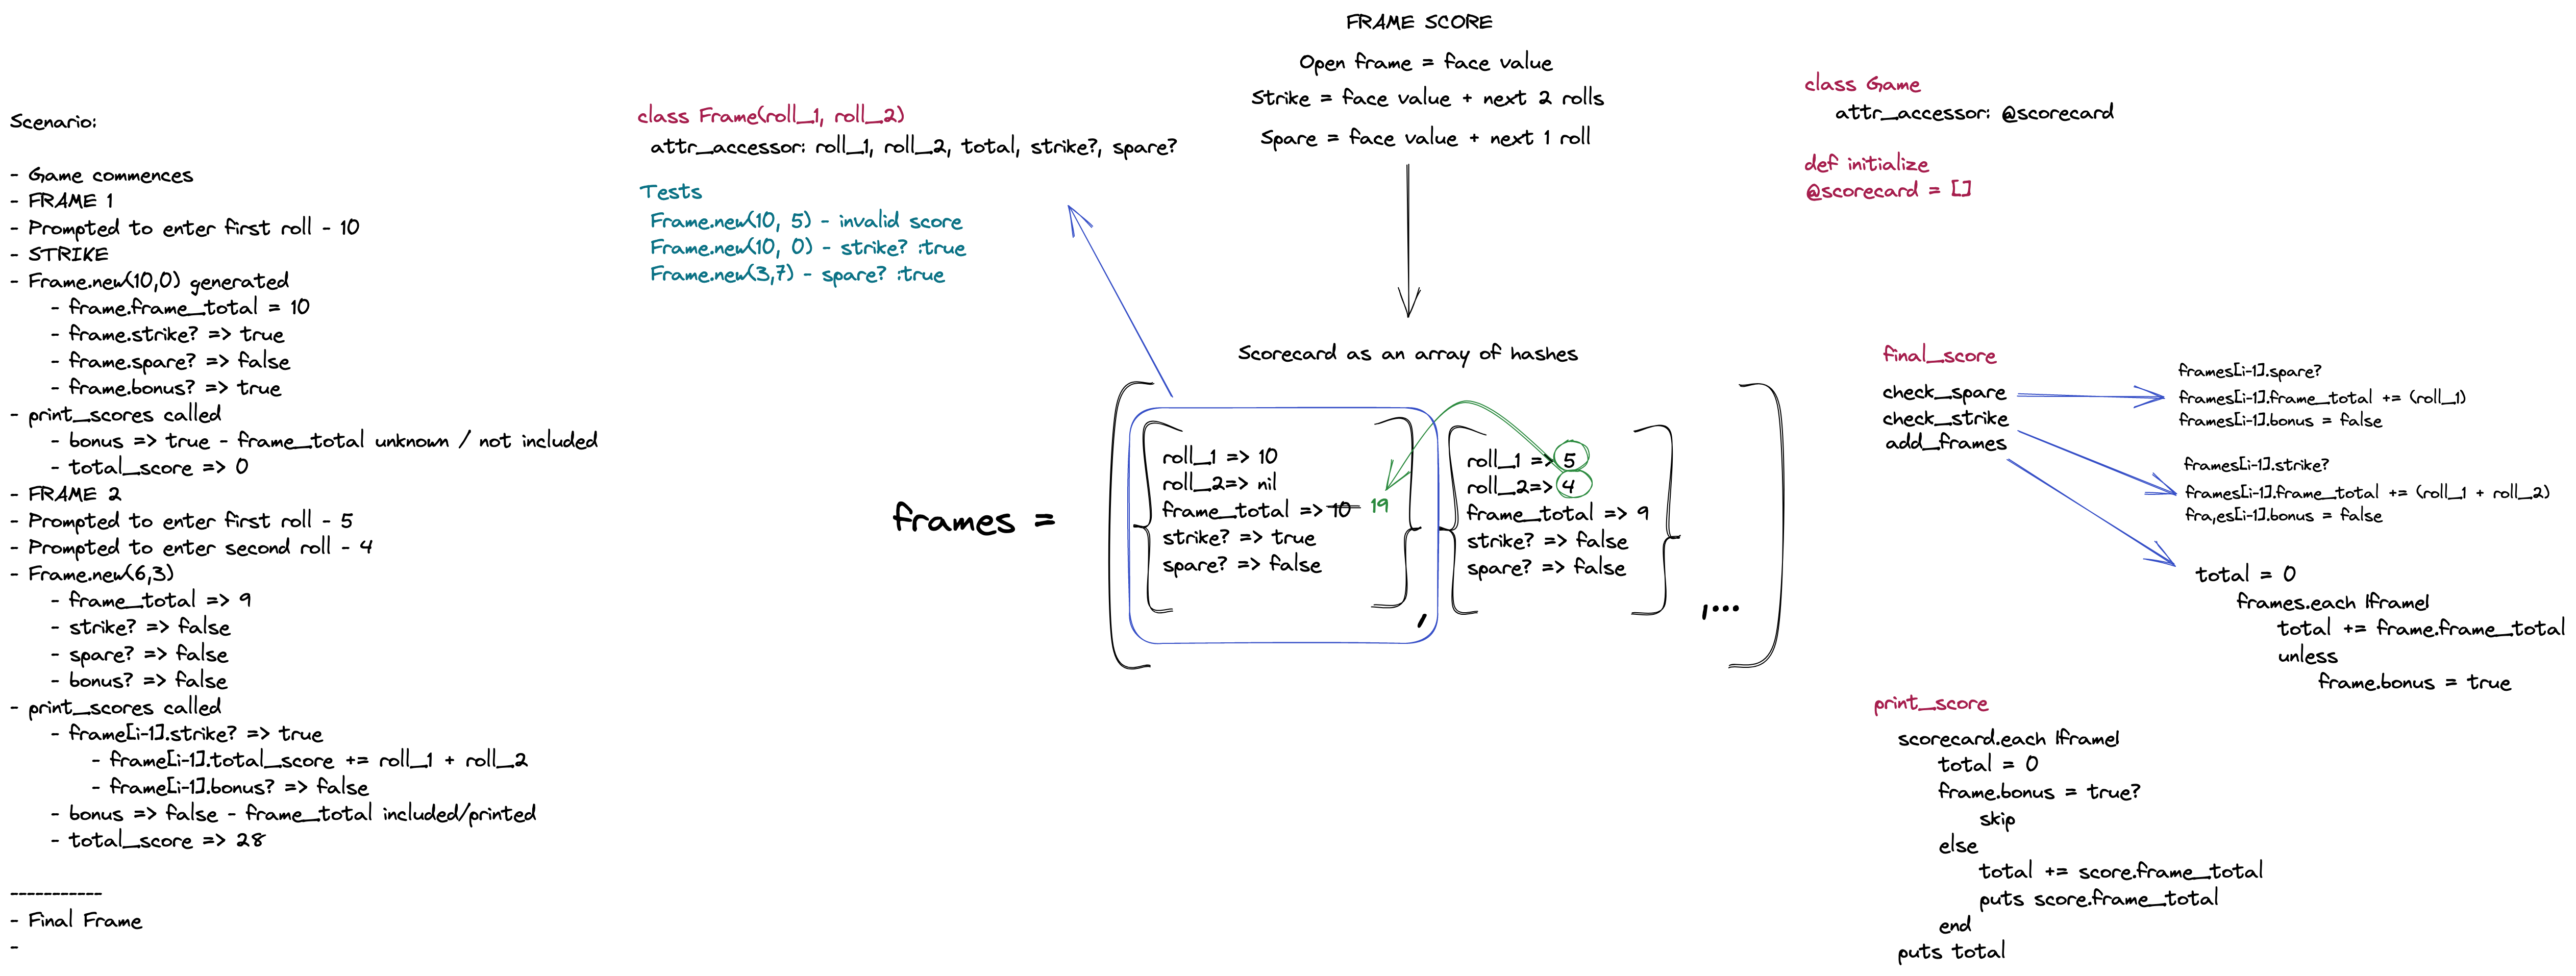 Scenario:
- Game commences
- FRAME 1
- Prompted to enter first roll - 10
- STRIKE
- Frame.new(10,0) generated
- frame.frame_total = 10
- frame.strike? => true
- frame.spare? => false
- frame.bonus? => true
- print_scores called
- bonus => true - frame_total unknown / not included
- total_score => 0
- FRAME 2
- Prompted to enter first roll - 5
- Prompted to enter second roll - 4
- Frame.new(6,3)
- frame_total => 9
- strike? => false
- spare? => false
- bonus? => false
- print_scores called
- frame[i-1].strike? => true
- frame[i-1].total_score += roll_1 + roll_2
- frame[i-1].bonus? => false
- bonus => false - frame_total included/printed
- total_score => 28
-----------
- Final Frame
-
class Frame(roll_1, roll_2)
attr_accessor: roll_1, roll_2, total, strike?, spare?
Tests
Frame.new(10, 5) - invalid score
Frame.new(10, 0) - strike? :true
Frame.new(3,7) - spare? :true
FRAME SCORE
Open frame = face value
Strike = face value + next 2 rolls
Spare = face value + next 1 roll
Scorecard as an array of hashes
frames =
roll_1 => 10
roll_2=> nil
frame_total => 10 19
strike? => true
spare? => false
,
roll_1 => 5
roll_2=> 4
frame_total => 9
strike? => false
spare? => false
,...
class Game
attr_accessor: @scorecard
def initialize
@scorecard = []
final_score
check_spare
check_strike
add_frames
frames[i-1].spare?
frames[i-1].frame_total += (roll_1)
frames[i-1].bonus = false
frames[i-1].strike?
frames[i-1].frame_total += (roll_1 + roll_2)
fra,es[i-1].bonus = false
total = 0
frames.each |frame|
total += frame.frame_total
unless
frame.bonus = true
print_score
scorecard.each |frame|
total = 0
frame.bonus = true?
skip
else
total += score.frame_total
puts score.frame_total
end
puts total